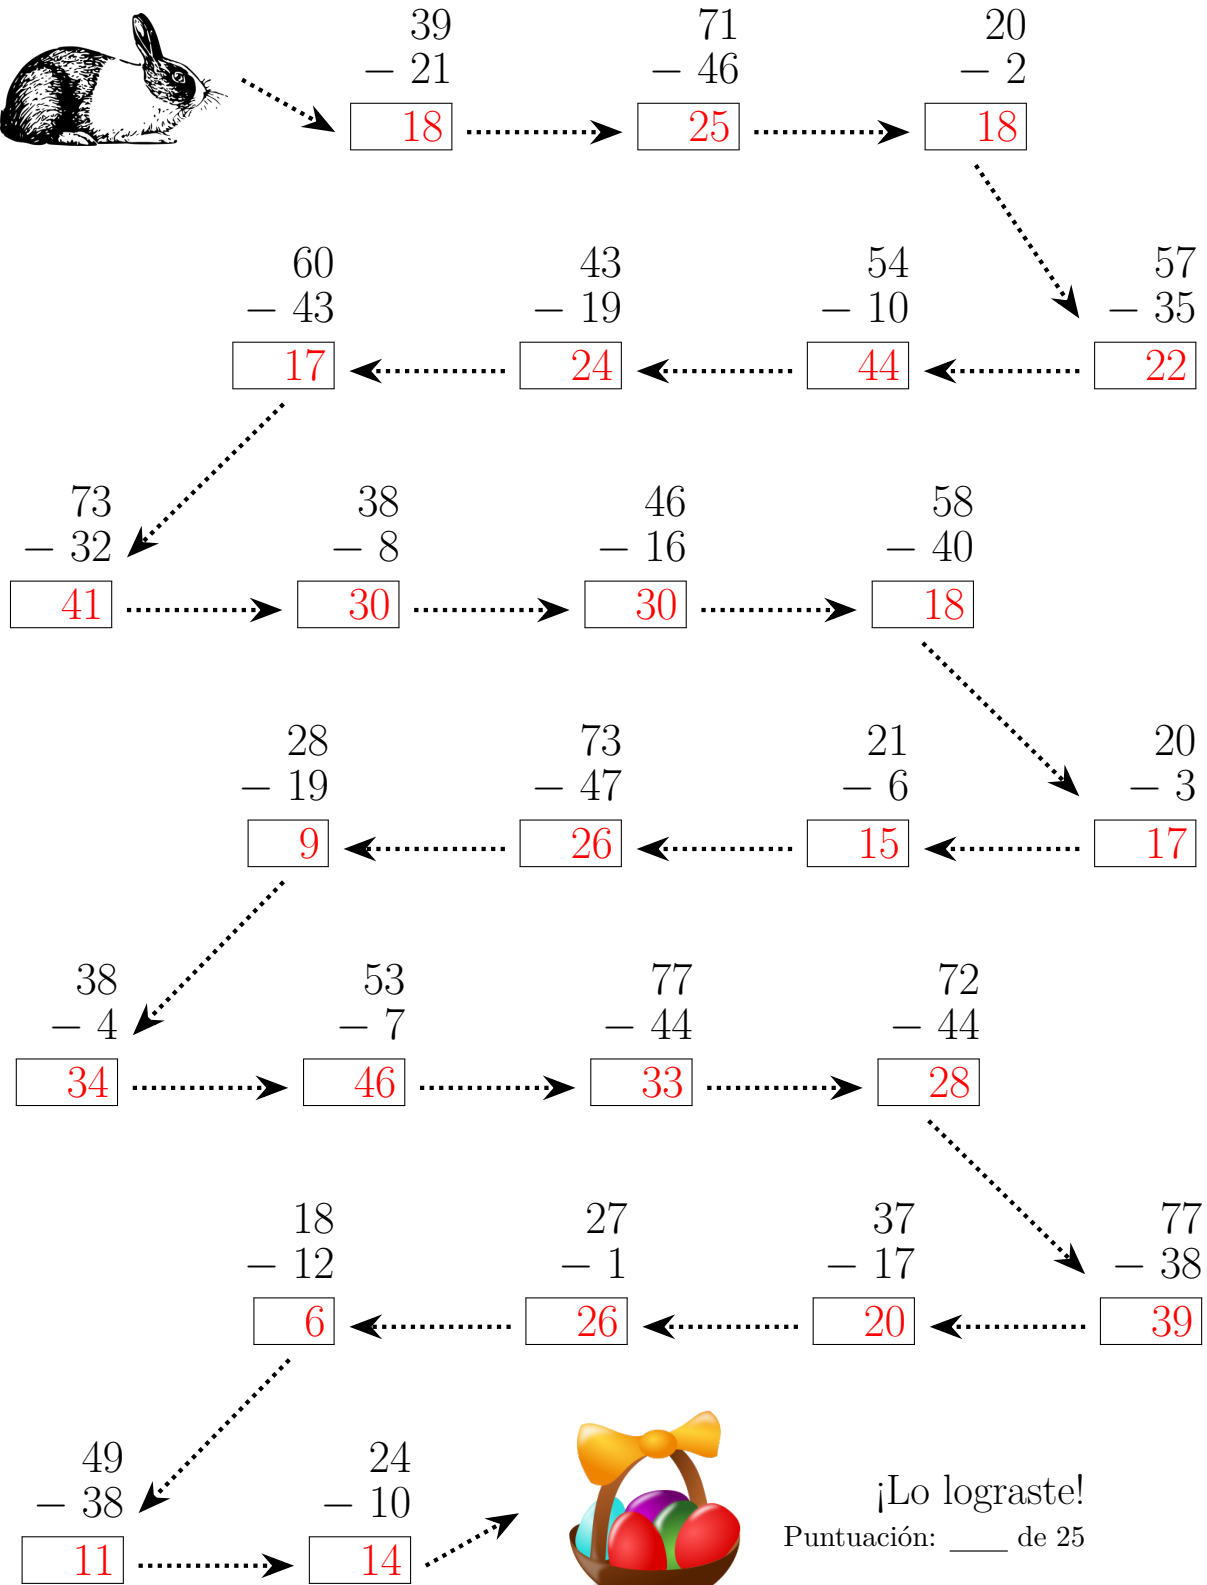 39 71 20
− 21 − 46 − 2
18 25 18
60 43 54 57
− 43 − 19 − 10 − 35
17 24 44 22
73 38 46 58
− 32 − 8 − 16 − 40
41 30 30 18
28 73 21 20
− 19 − 47 − 6 − 3
9 26 15 17
38 53 77 72
− 4 − 7 − 44 − 44
34 46 33 28
18 27 37 77
− 12 − 1 − 17 − 38
6 26 20 39
49 24
− 38 − 10
11 14
¡Lo lograste!
Puntuación: ____ de 25